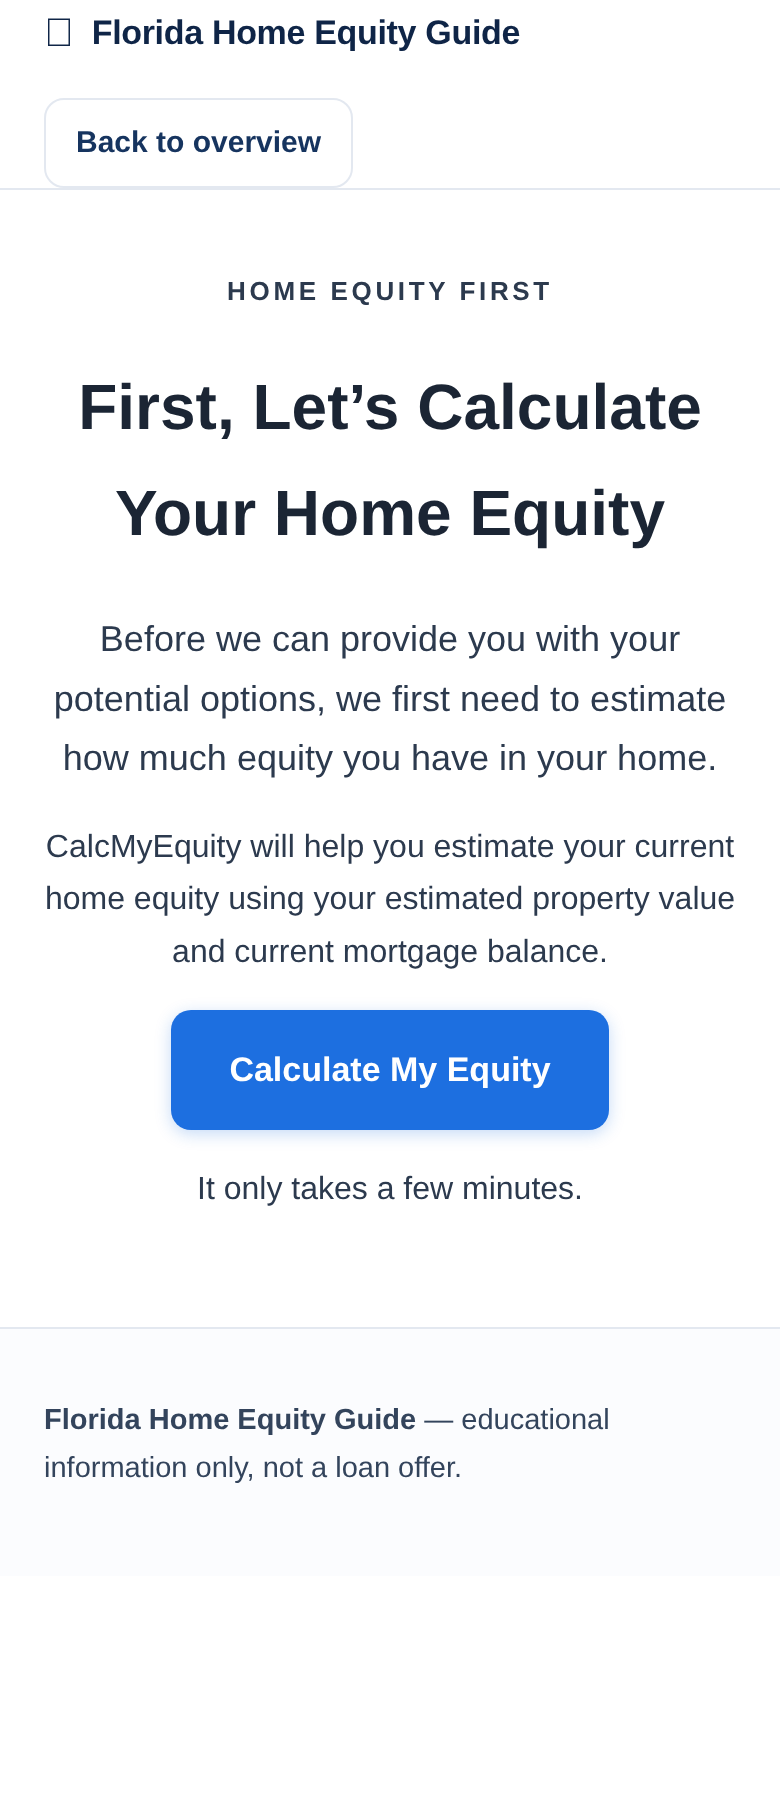 Florida Home Equity Guide
Back to overview
HOME EQUITY FIRST
First, Let’s Calculate
Your Home Equity
Before we can provide you with your
potential options, we first need to estimate
how much equity you have in your home.
CalcMyEquity will help you estimate your current
home equity using your estimated property value
and current mortgage balance.
Calculate My Equity
It only takes a few minutes.
Florida Home Equity Guide — educational
information only, not a loan offer.